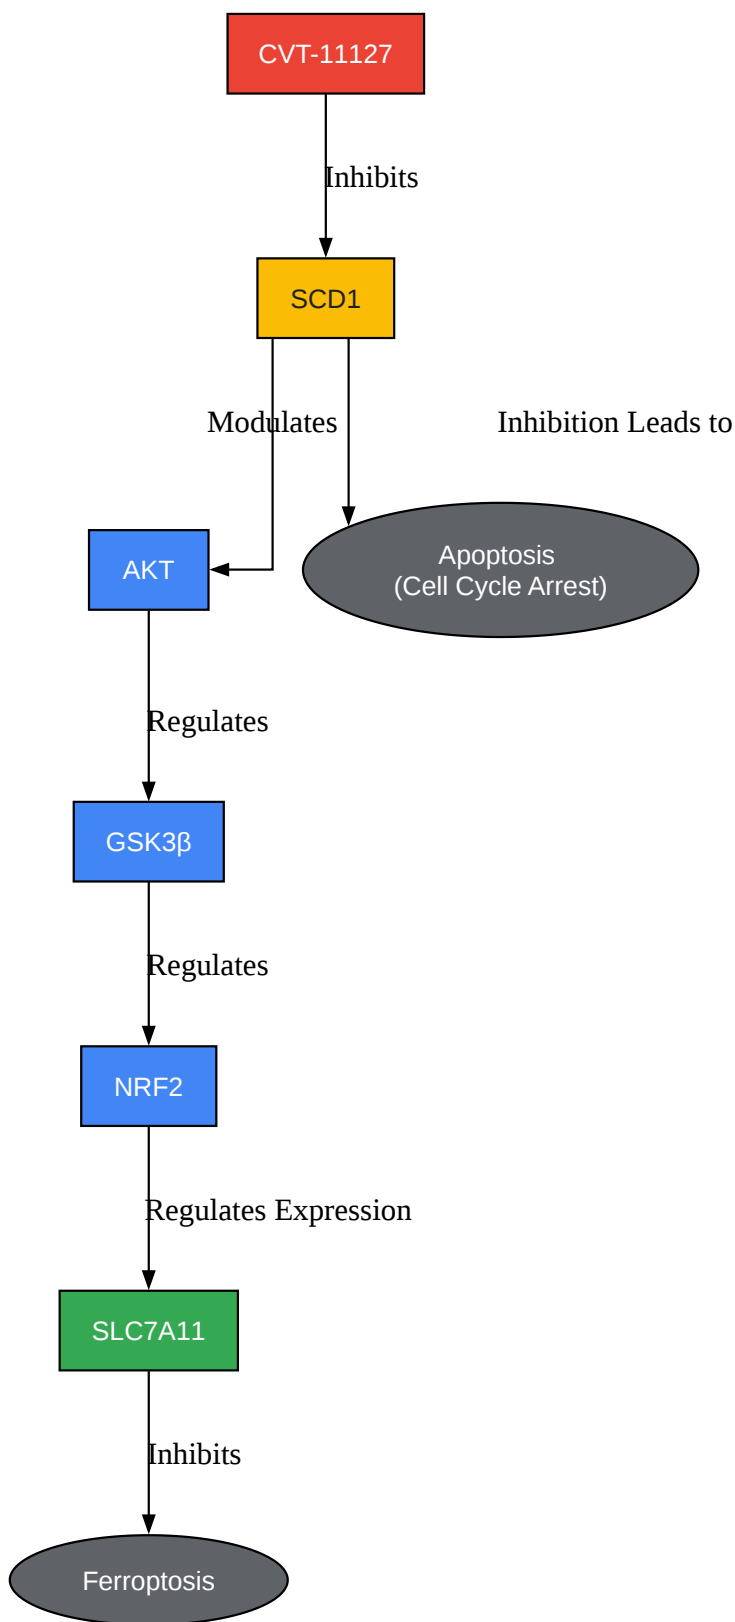 CVT-11127
Inhibits
SCD1
Modulates
Inhibition Leads to
AKT
Apoptosis
(Cell Cycle Arrest)
Regulates
GSK3β
Regulates
NRF2
Regulates Expression
SLC7A11
Inhibits
Ferroptosis